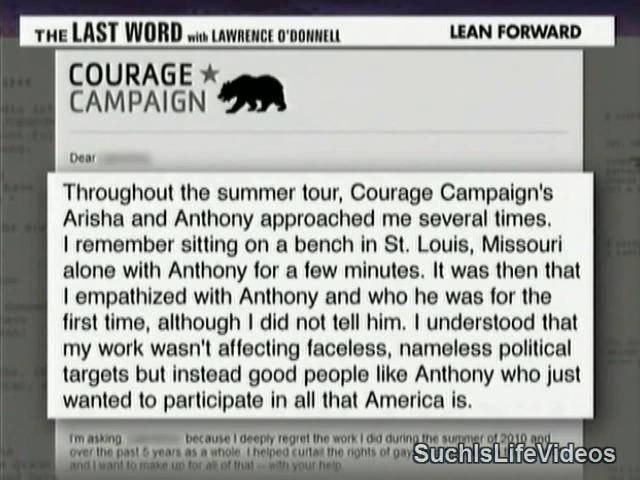 THE LAST WORD with LAWRENCE O'DONNELL LEAN FORWARD
COURAGE
CAMPAIGN
Dear
Throughout the summer tour, Courage Campaign's
Arisha and Anthony approached me several times.
I remember sitting on a bench in St. Louis, Missouri
alone with Anthony for a few minutes. It was then that
I empathized with Anthony and who he was for the
first time, although I did not tell him. I understood that
my work wasn't affecting faceless, nameless political
targets but instead good people like Anthony who just
wanted to participate in all that America is.
I'm asking because I deeply regret the work I did during the summer of 2010 and
over the past 5 years as a whole. I helped curtail the rights of gay
and I want to make up for all of that -- with your help.
SuchIsLifeVideos